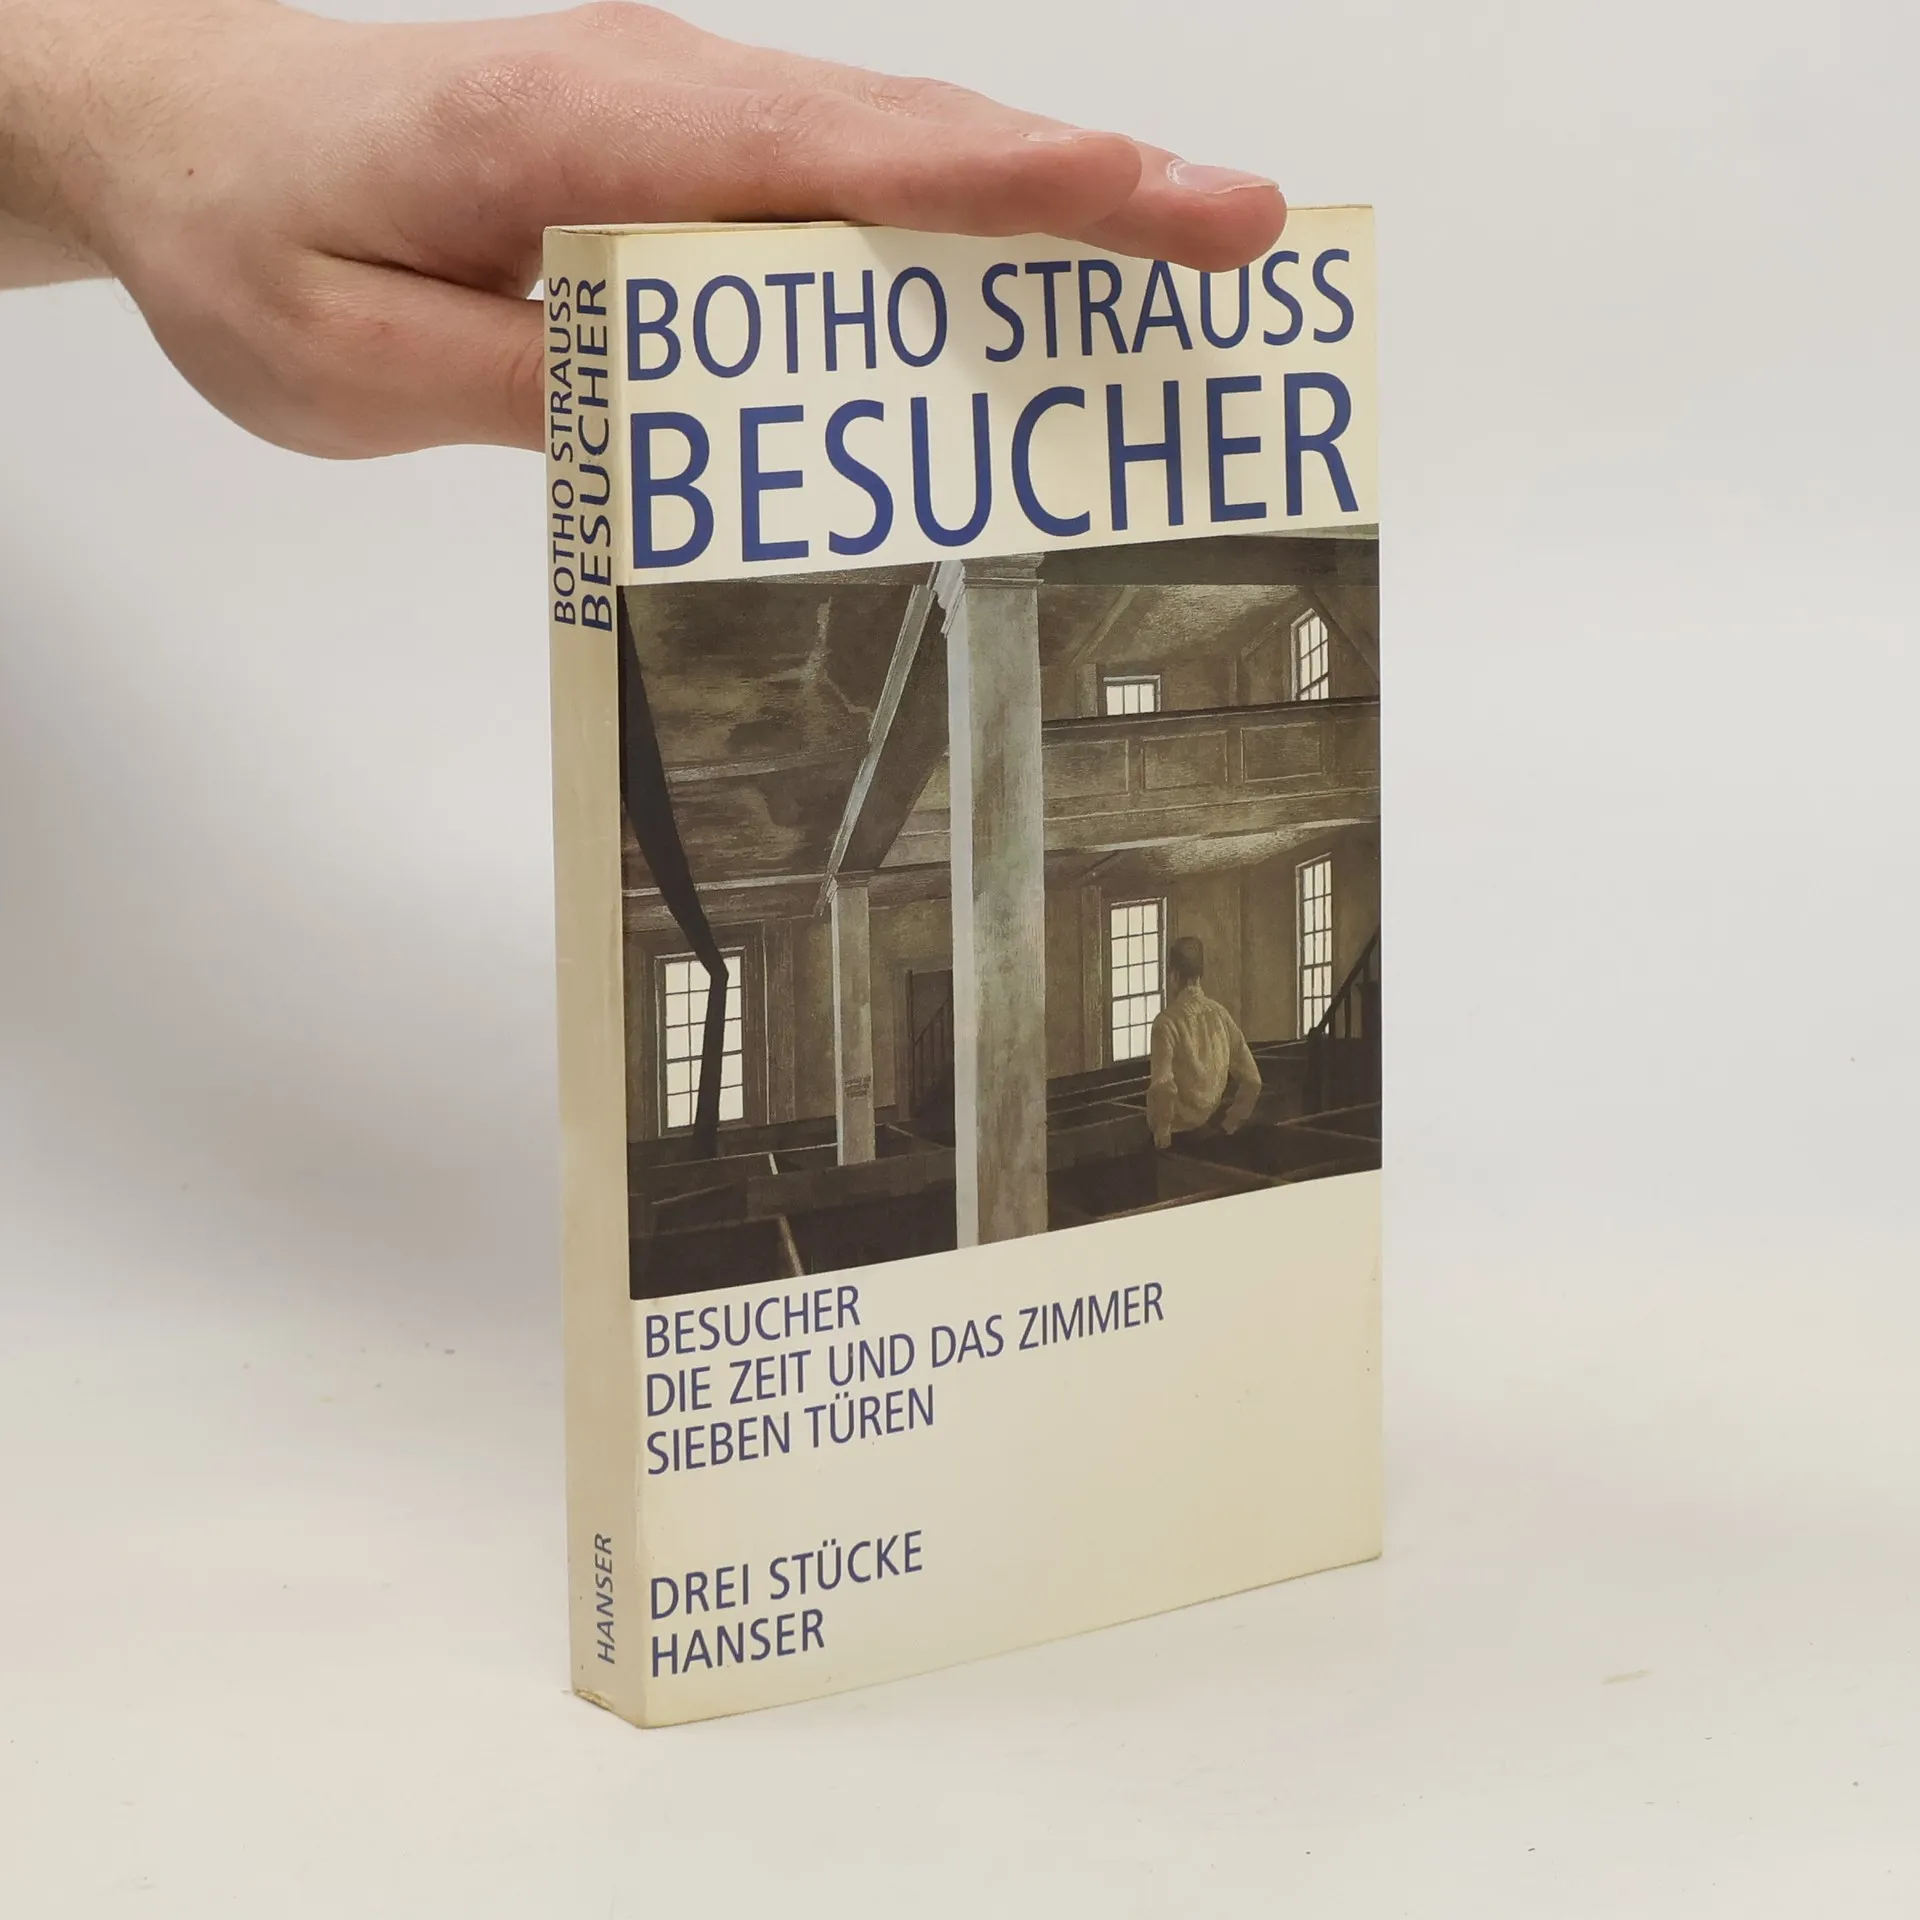 BOTHO STRAUSS
BESUCHER
BOTHO STRAUSS
BESUCHER
BESUCHER
DIE ZEIT UND DAS ZIMMER
SIEBEN TÜREN
DREI STÜCKE
HANSER
HANSER